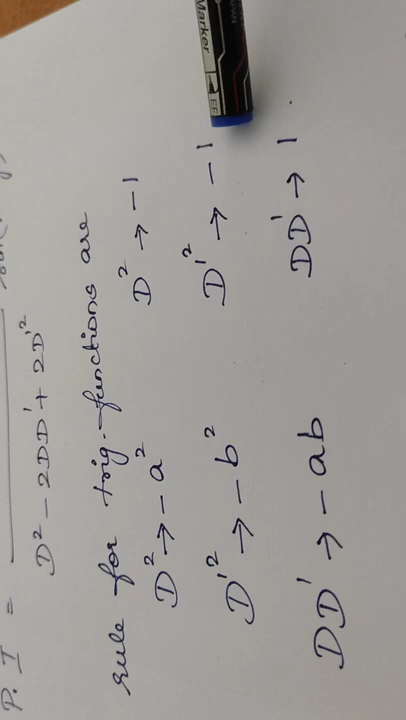 P. I =
D² - 2DD' + 2D'²
rule for trig. functions are
D² → -a² D² → -1
D'² → -b² D'² → -1
DD' → -ab DD' → 1.
Marker